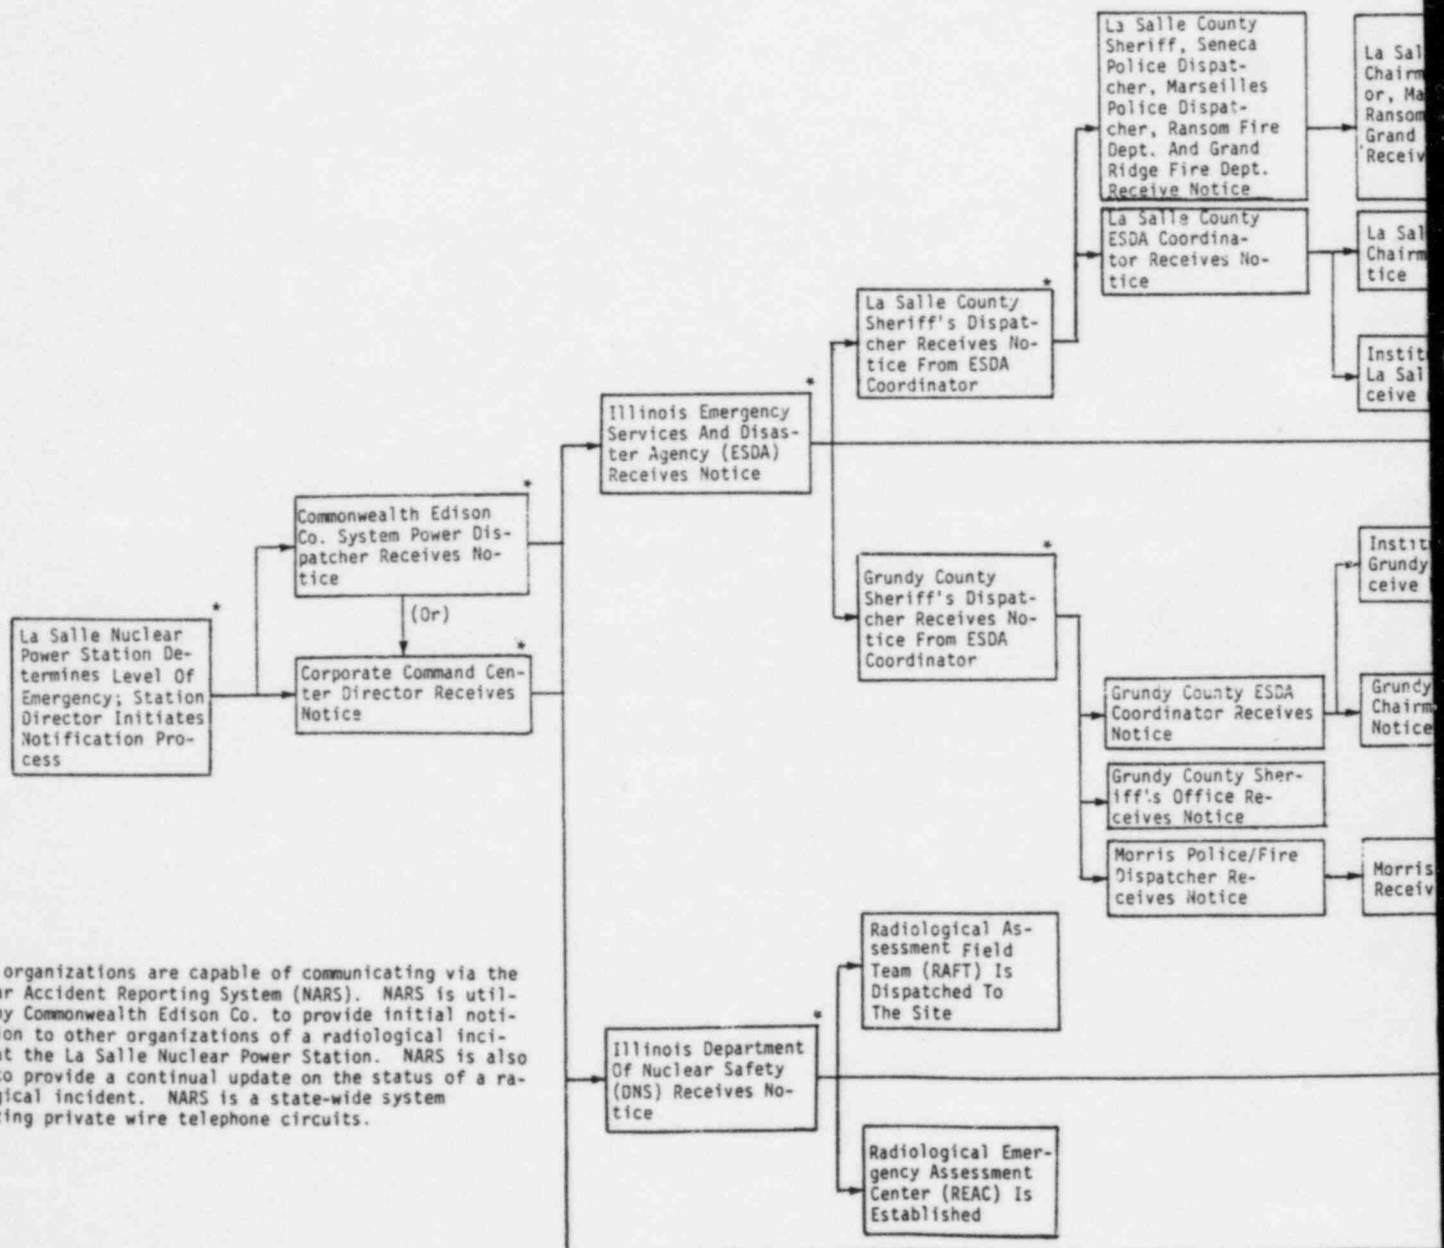 La Salle County
Sheriff, Seneca
Police Dispat-
cher, Marseilles
Police Dispat-
cher, Ransom Fire
Dept. And Grand
Ridge Fire Dept.
Receive Notice
La Sal
Chairm
or, Ma
Ransom
Grand
Receiv
La Salle County
ESDA Coordina-
tor Receives No-
tice
La Sal
Chairm
tice
Instit
La Sal
ceive
*
La Salle County
Sheriff's Dispat-
cher Receives No-
tice From ESDA
Coordinator
*
Illinois Emergency
Services And Disas-
ter Agency (ESDA)
Receives Notice
*
Commonwealth Edison
Co. System Power Dis-
patcher Receives No-
tice
(Or)
*
Corporate Command Cen-
ter Director Receives
Notice
*
La Salle Nuclear
Power Station De-
termines Level Of
Emergency; Station
Director Initiates
Notification Pro-
cess
*
Grundy County
Sheriff's Dispat-
cher Receives No-
tice From ESDA
Coordinator
Instit
Grundy
ceive
Grundy County ESDA
Coordinator Receives
Notice
Grundy
Chairm
Notice
Grundy County Sher-
iff's Office Re-
ceives Notice
Morris Police/Fire
Dispatcher Re-
ceives Notice
Morris
Receiv
Radiological As-
sessment Field
Team (RAFT) Is
Dispatched To
The Site
*
Illinois Department
Of Nuclear Safety
(DNS) Receives No-
tice
Radiological Emer-
gency Assessment
Center (REAC) Is
Established
organizations are capable of communicating via the
r Accident Reporting System (NARS). NARS is util-
y Commonwealth Edison Co. to provide initial noti-
on to other organizations of a radiological inci-
t the La Salle Nuclear Power Station. NARS is also
o provide a continual update on the status of a ra-
gical incident. NARS is a state-wide system
ing private wire telephone circuits.